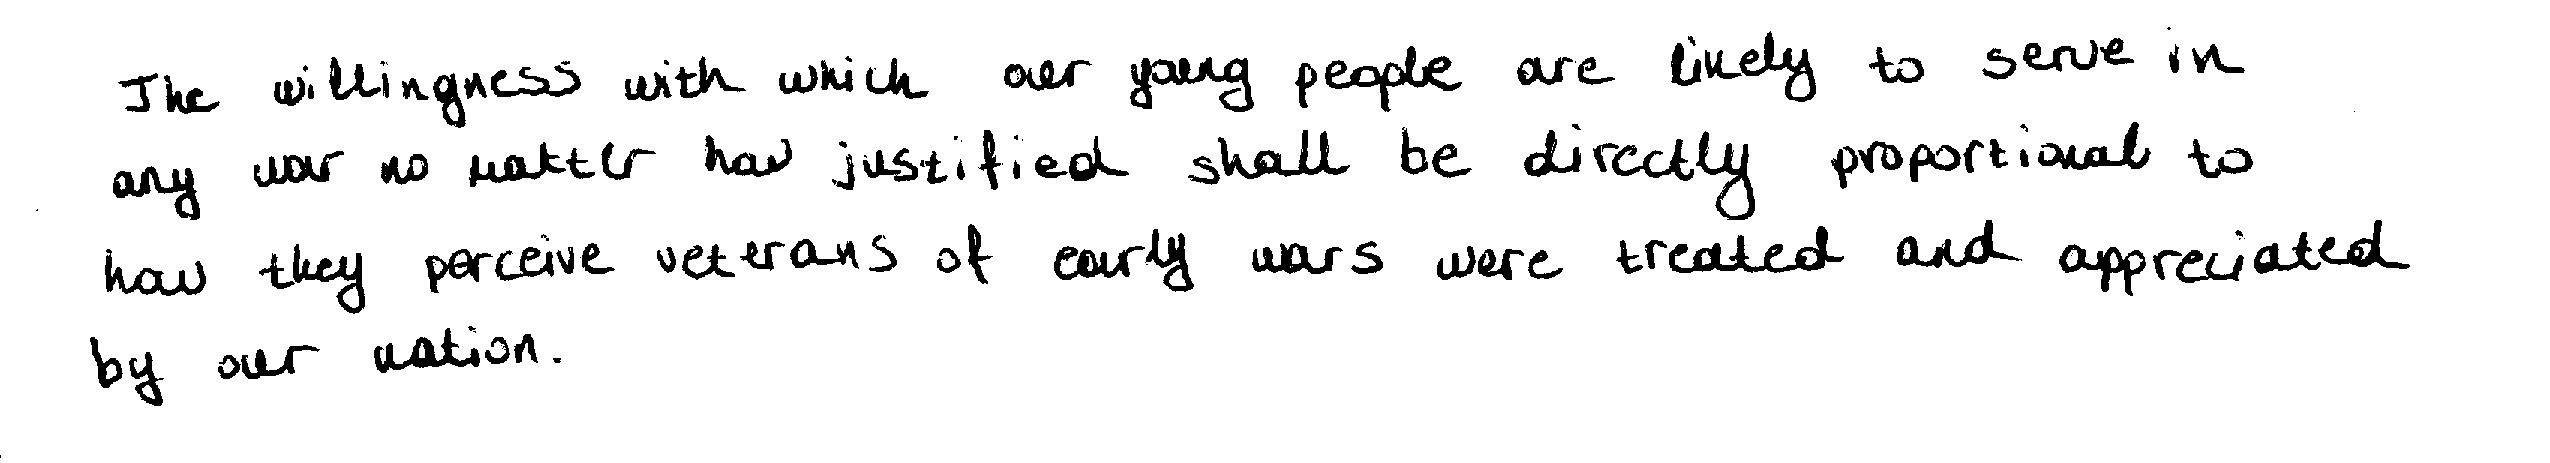 The willingness with which our young people are likely to serve in
any war no matter how justified shall be directly proportional to
how they perceive veterans of early wars were treated and appreciated
by our nation.